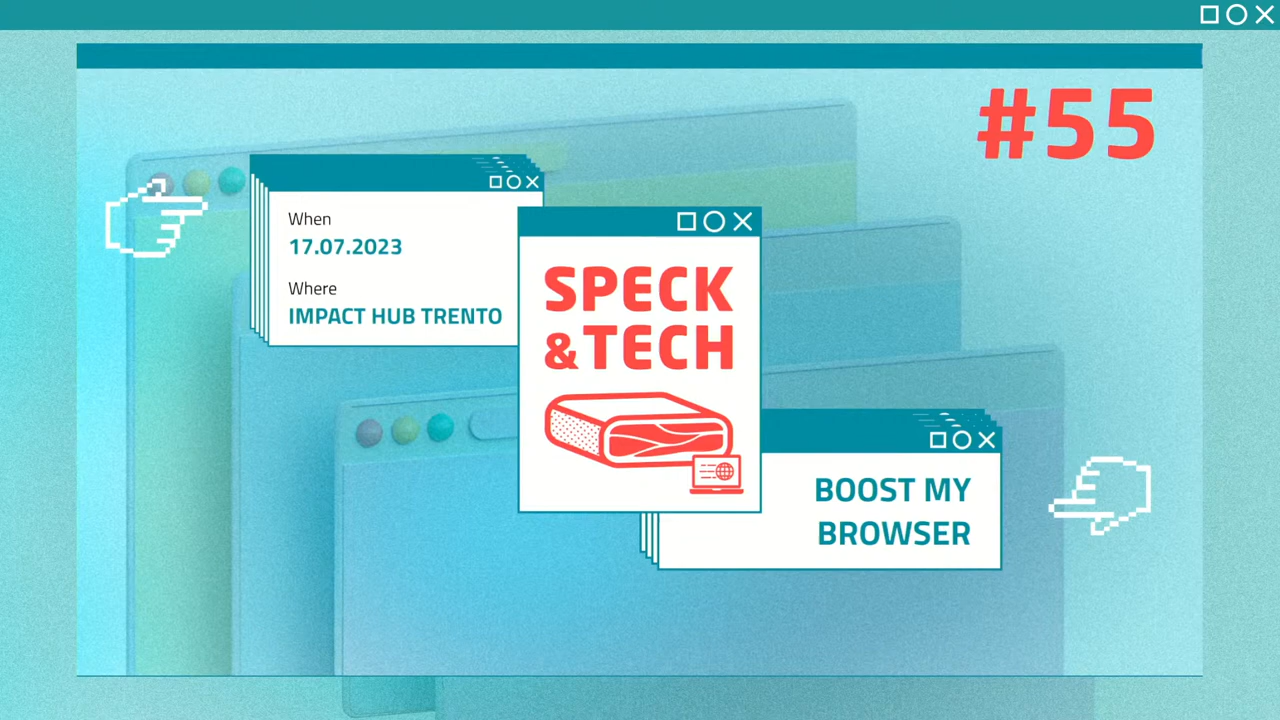 #55
When
17.07.2023
Where
IMPACT HUB TRENTO
SPECK
&TECH
BOOST MY
BROWSER